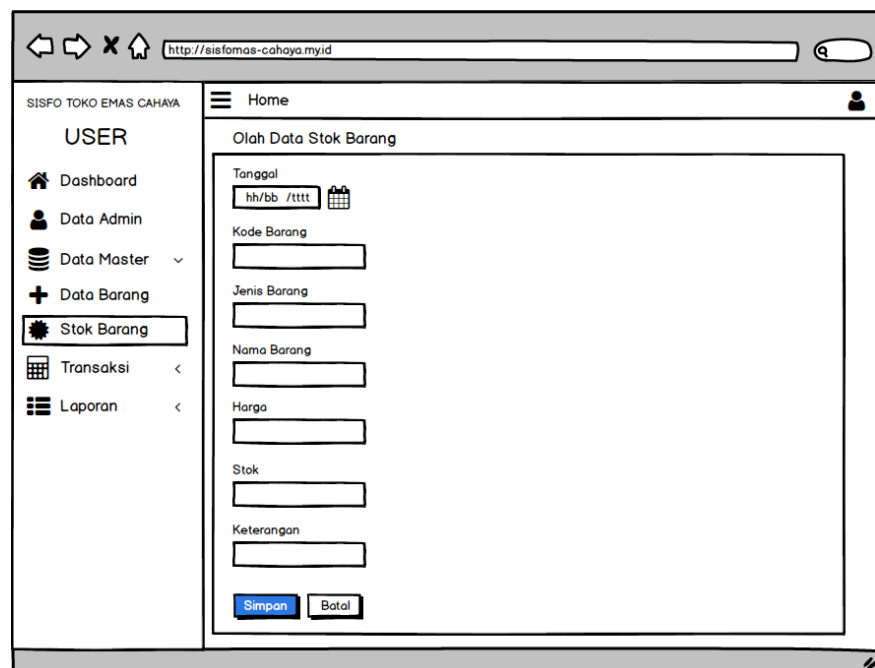 http://sisfomas-cahaya.my.id
SISFO TOKO EMAS CAHAYA
USER
Dashboard
Data Admin
Data Master
Data Barang
Stok Barang
Transaksi
Laporan
Home
Olah Data Stok Barang
Tanggal
hh/bb /tttt
Kode Barang
Jenis Barang
Nama Barang
Harga
Stok
Keterangan
Simpan Batal